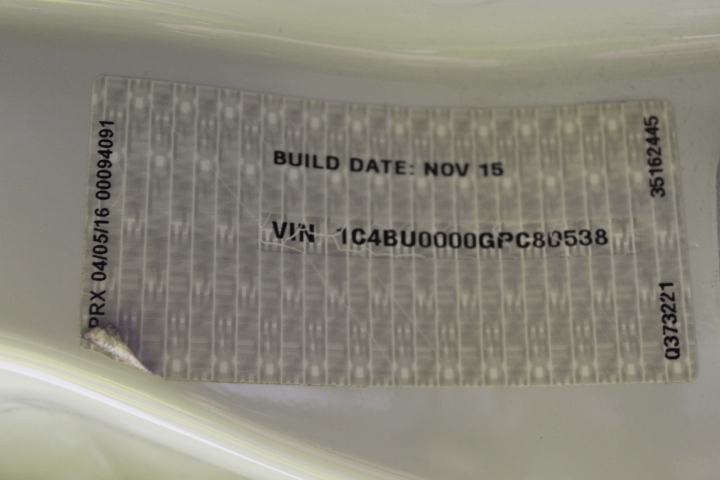 PRX 04/05/16 00094091
BUILD DATE: NOV 15
VIN 1C4BU0000GPC80538
35162445
Q373221